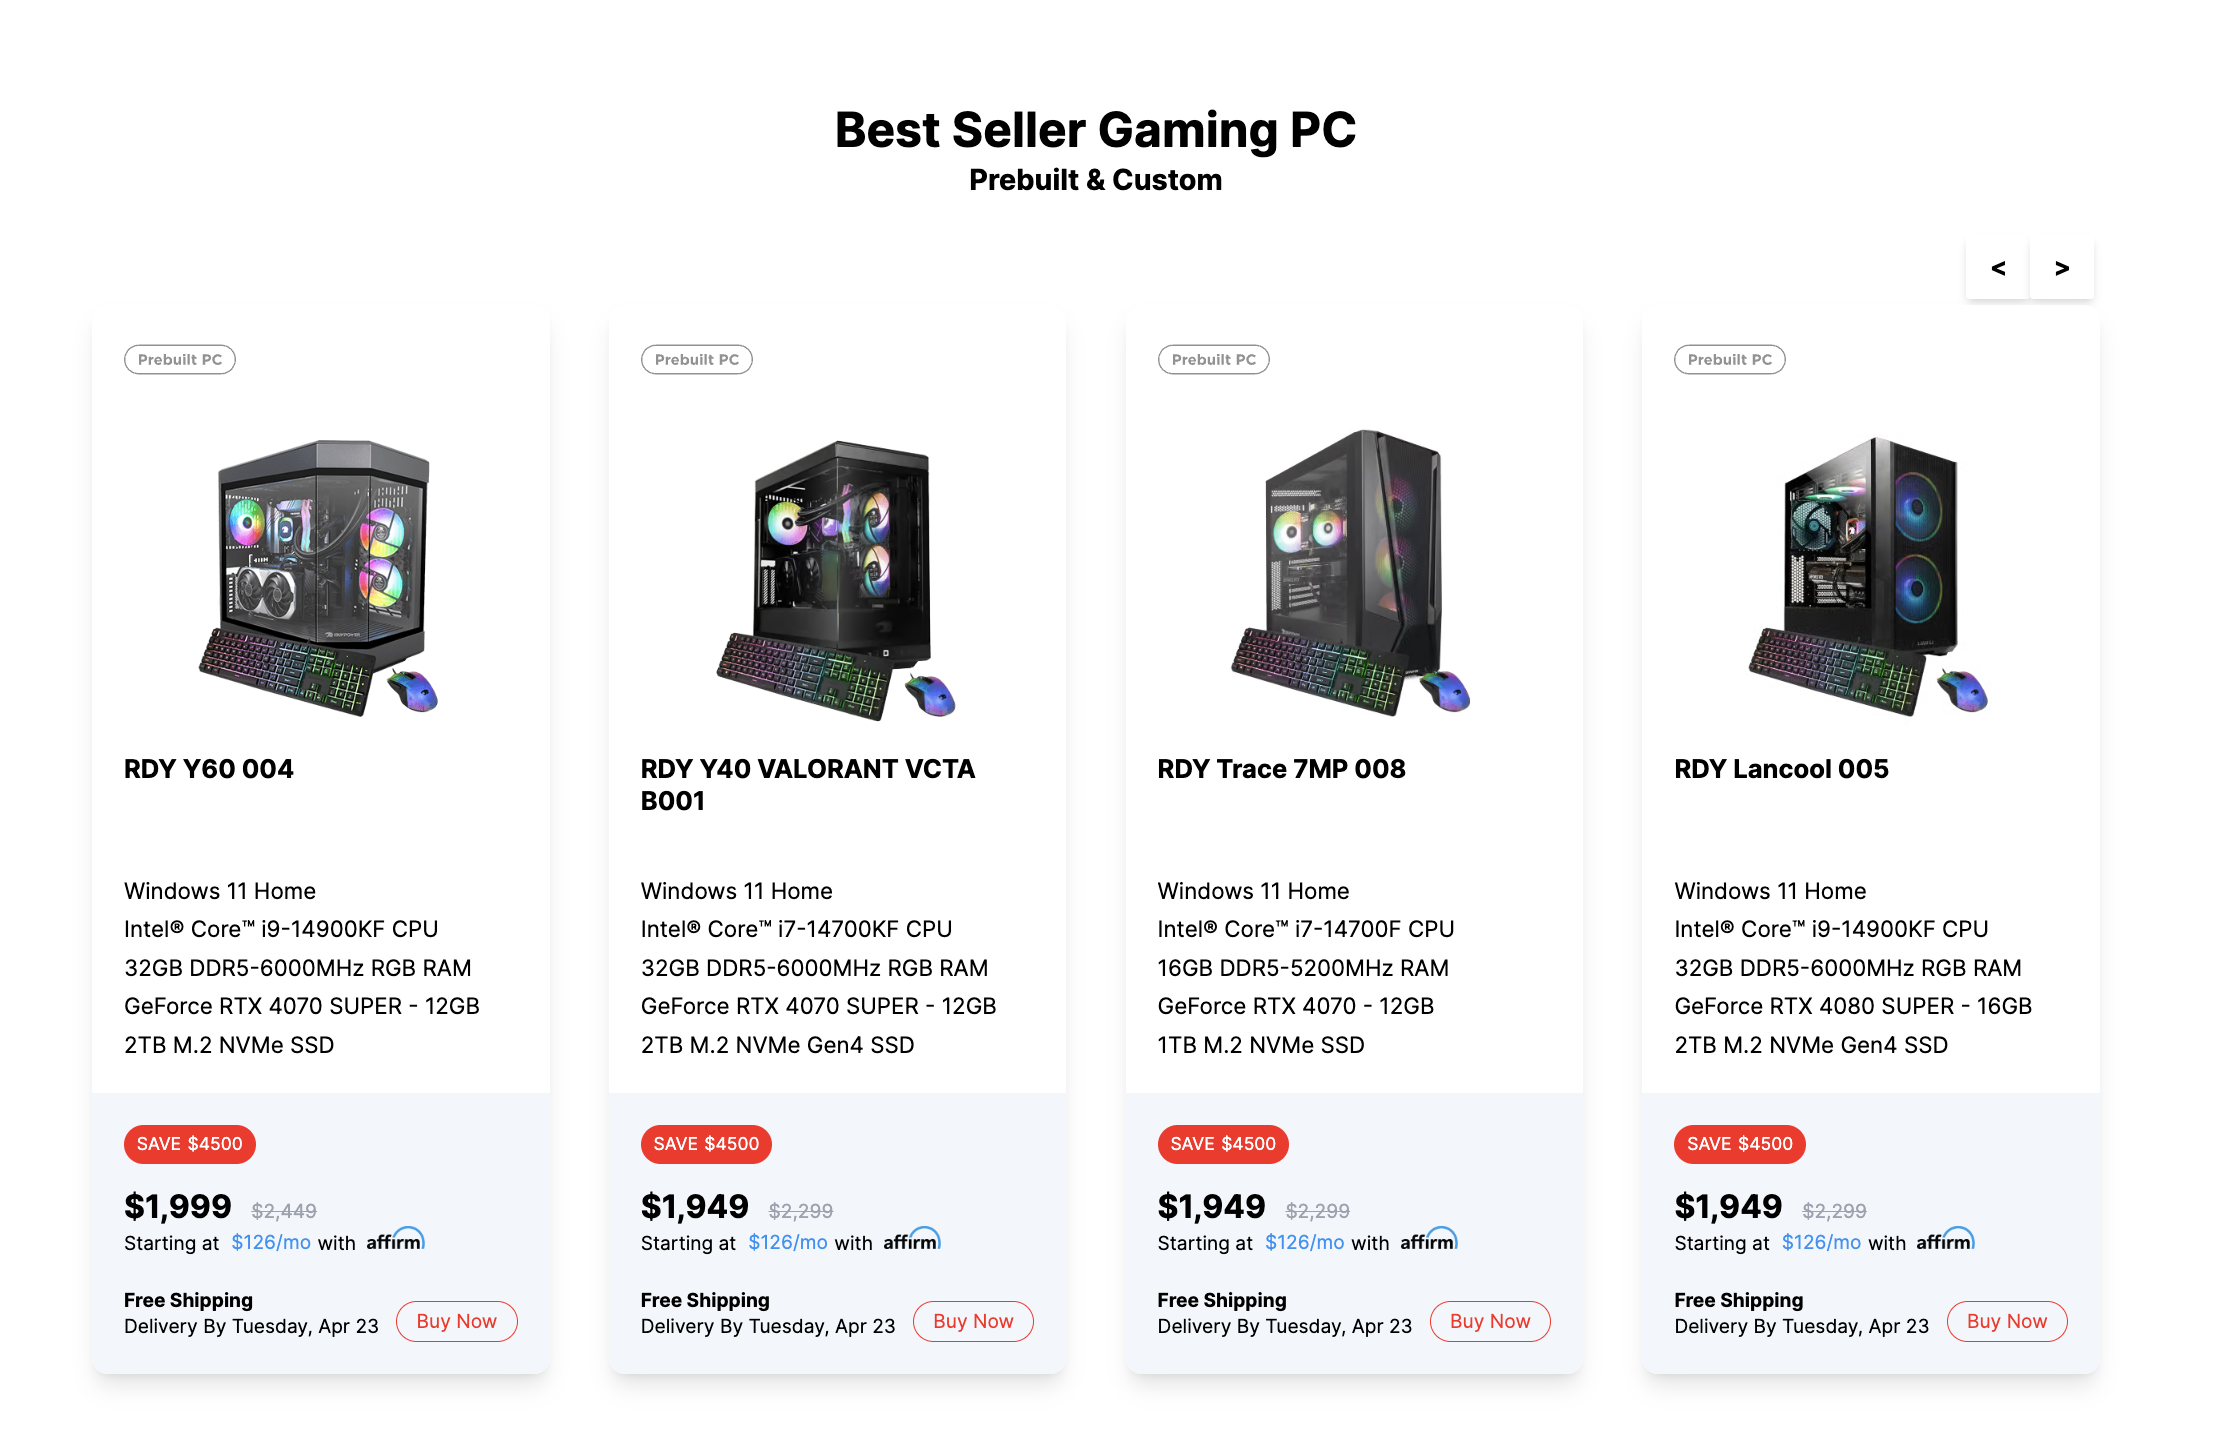 Best Seller Gaming PC
Prebuilt & Custom
< >
Prebuilt PC
RDY Y60 004
Windows 11 Home
Intel® Core™ i9-14900KF CPU
32GB DDR5-6000MHz RGB RAM
GeForce RTX 4070 SUPER - 12GB
2TB M.2 NVMe SSD
SAVE $4500
$1,999 $2,449
Starting at $126/mo with affirm
Free Shipping
Delivery By Tuesday, Apr 23
Buy Now
Prebuilt PC
RDY Y40 VALORANT VCTA
B001
Windows 11 Home
Intel® Core™ i7-14700KF CPU
32GB DDR5-6000MHz RGB RAM
GeForce RTX 4070 SUPER - 12GB
2TB M.2 NVMe Gen4 SSD
SAVE $4500
$1,949 $2,299
Starting at $126/mo with affirm
Free Shipping
Delivery By Tuesday, Apr 23
Buy Now
Prebuilt PC
RDY Trace 7MP 008
Windows 11 Home
Intel® Core™ i7-14700F CPU
16GB DDR5-5200MHz RAM
GeForce RTX 4070 - 12GB
1TB M.2 NVMe SSD
SAVE $4500
$1,949 $2,299
Starting at $126/mo with affirm
Free Shipping
Delivery By Tuesday, Apr 23
Buy Now
Prebuilt PC
RDY Lancool 005
Windows 11 Home
Intel® Core™ i9-14900KF CPU
32GB DDR5-6000MHz RGB RAM
GeForce RTX 4080 SUPER - 16GB
2TB M.2 NVMe Gen4 SSD
SAVE $4500
$1,949 $2,299
Starting at $126/mo with affirm
Free Shipping
Delivery By Tuesday, Apr 23
Buy Now